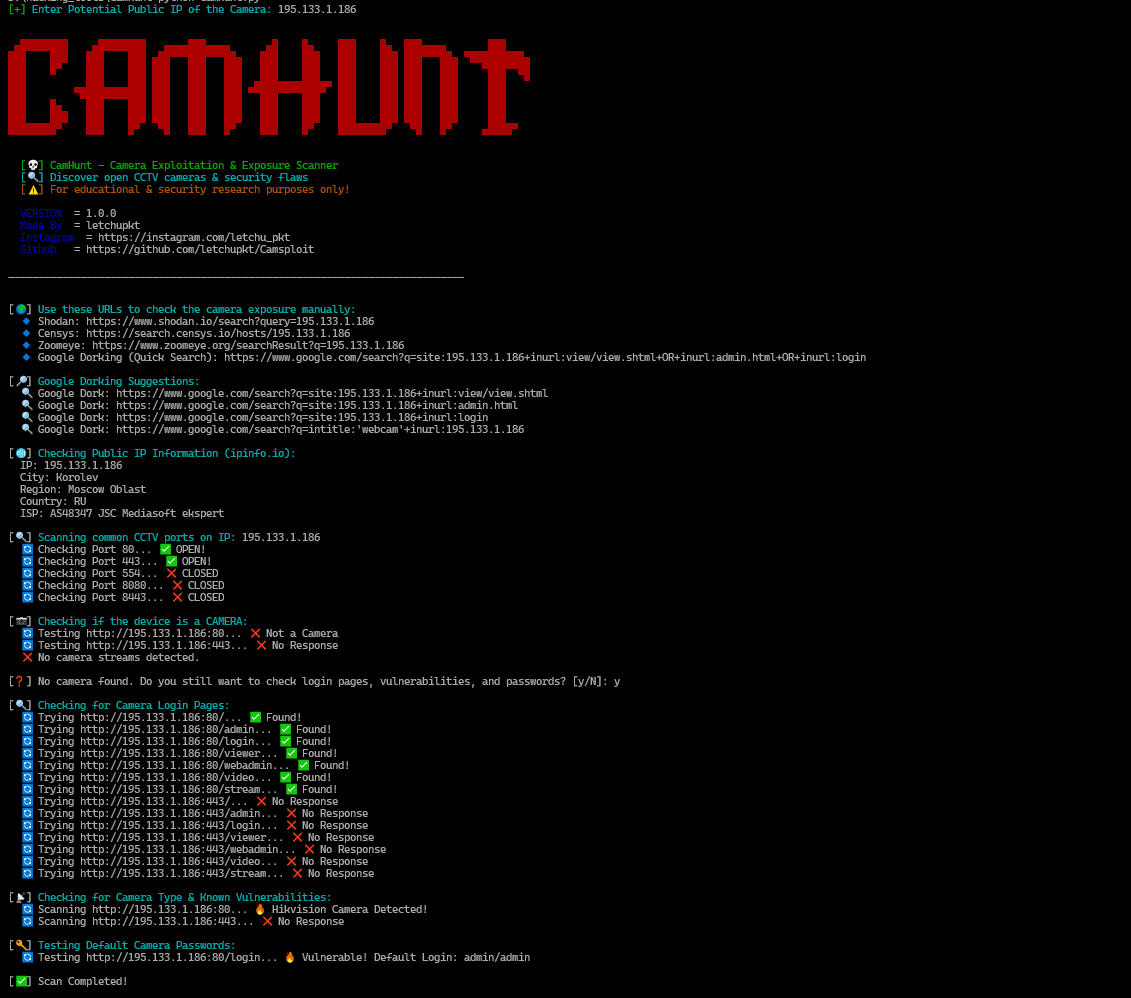 [+] Enter Potential Public IP of the Camera: 195.133.1.186
CAMHUNT
[💀] CamHunt - Camera Exploitation & Exposure Scanner
[🔍] Discover open CCTV cameras & security flaws
[⚠️] For educational & security research purposes only!
VERSION = 1.0.0
Made By = letchupkt
Instagram = https://instagram.com/letchu_pkt
Github = https://github.com/letchupkt/Camsploit
____________________________________________________________________________
[🌍] Use these URLs to check the camera exposure manually:
🔹 Shodan: https://www.shodan.io/search?query=195.133.1.186
🔹 Censys: https://search.censys.io/hosts/195.133.1.186
🔹 Zoomeye: https://www.zoomeye.org/searchResult?q=195.133.1.186
🔹 Google Dorking (Quick Search): https://www.google.com/search?q=site:195.133.1.186+inurl:view/view.shtml+OR+inurl:admin.html+OR+inurl:login
[🔎] Google Dorking Suggestions:
🔍 Google Dork: https://www.google.com/search?q=site:195.133.1.186+inurl:view/view.shtml
🔍 Google Dork: https://www.google.com/search?q=site:195.133.1.186+inurl:admin.html
🔍 Google Dork: https://www.google.com/search?q=site:195.133.1.186+inurl:login
🔍 Google Dork: https://www.google.com/search?q=intitle:'webcam'+inurl:195.133.1.186
[🌐] Checking Public IP Information (ipinfo.io):
IP: 195.133.1.186
City: Korolev
Region: Moscow Oblast
Country: RU
ISP: AS48347 JSC Mediasoft ekspert
[🔍] Scanning common CCTV ports on IP: 195.133.1.186
🔄 Checking Port 80... ✅ OPEN!
🔄 Checking Port 443... ✅ OPEN!
🔄 Checking Port 554... ❌ CLOSED
🔄 Checking Port 8080... ❌ CLOSED
🔄 Checking Port 8443... ❌ CLOSED
[📷] Checking if the device is a CAMERA:
🔄 Testing http://195.133.1.186:80... ❌ Not a Camera
🔄 Testing http://195.133.1.186:443... ❌ No Response
❌ No camera streams detected.
[❓] No camera found. Do you still want to check login pages, vulnerabilities, and passwords? [y/N]: y
[🔍] Checking for Camera Login Pages:
🔄 Trying http://195.133.1.186:80/... ✅ Found!
🔄 Trying http://195.133.1.186:80/admin... ✅ Found!
🔄 Trying http://195.133.1.186:80/login... ✅ Found!
🔄 Trying http://195.133.1.186:80/viewer... ✅ Found!
🔄 Trying http://195.133.1.186:80/webadmin... ✅ Found!
🔄 Trying http://195.133.1.186:80/video... ✅ Found!
🔄 Trying http://195.133.1.186:80/stream... ✅ Found!
🔄 Trying http://195.133.1.186:443/... ❌ No Response
🔄 Trying http://195.133.1.186:443/admin... ❌ No Response
🔄 Trying http://195.133.1.186:443/login... ❌ No Response
🔄 Trying http://195.133.1.186:443/viewer... ❌ No Response
🔄 Trying http://195.133.1.186:443/webadmin... ❌ No Response
🔄 Trying http://195.133.1.186:443/video... ❌ No Response
🔄 Trying http://195.133.1.186:443/stream... ❌ No Response
[📡] Checking for Camera Type & Known Vulnerabilities:
🔄 Scanning http://195.133.1.186:80... 🔥 Hikvision Camera Detected!
🔄 Scanning http://195.133.1.186:443... ❌ No Response
[🔑] Testing Default Camera Passwords:
🔄 Testing http://195.133.1.186:80/login... 🔥 Vulnerable! Default Login: admin/admin
[✅] Scan Completed!